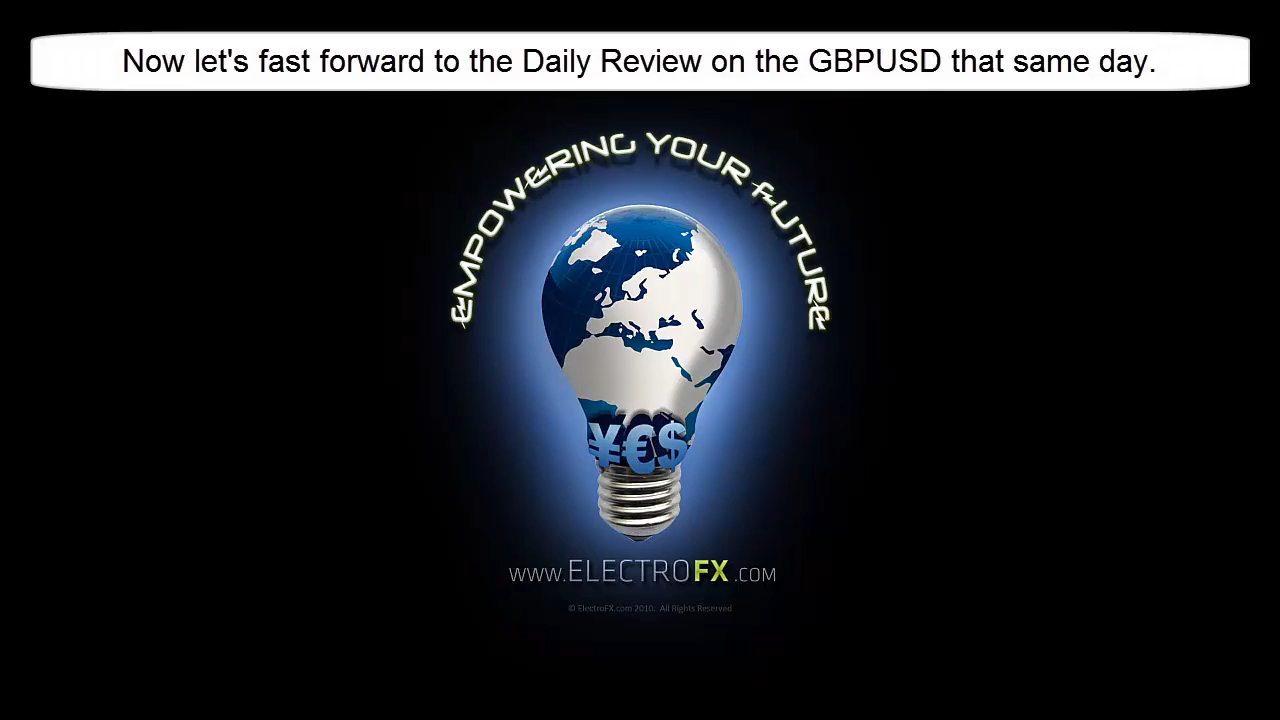 Now let's fast forward to the Daily Review on the GBPUSD that same day.
EMPOWERING YOUR FUTURE
¥€$
WWW.ELECTROFX.COM
© ElectroFX.com 2010. All Rights Reserved